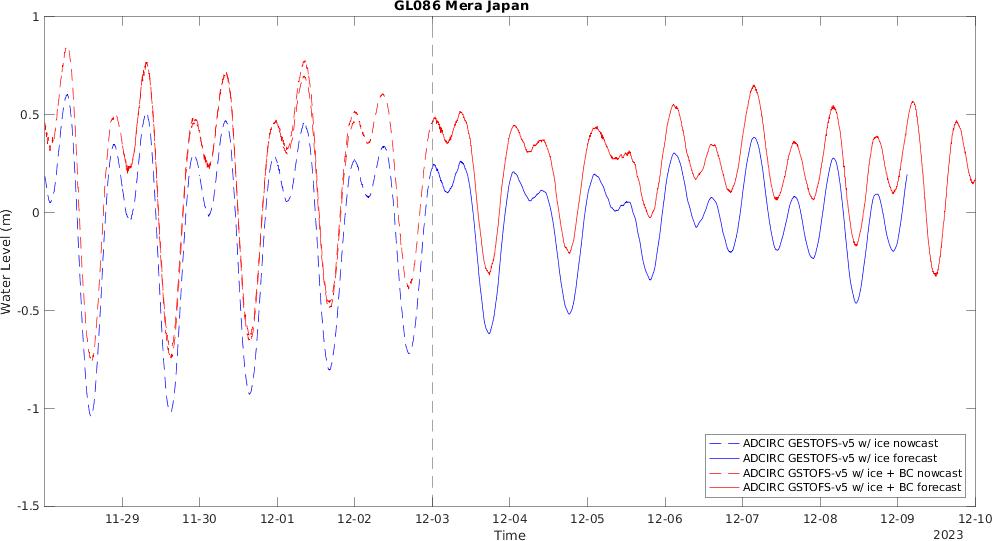 GL086 Mera Japan
1
0.5
0
-0.5
-1
-1.5
Water Level (m)
11-29 11-30 12-01 12-02 12-03 12-04 12-05 12-06 12-07 12-08 12-09 12-10
Time
2023
ADCIRC GESTOFS-v5 w/ ice nowcast
ADCIRC GESTOFS-v5 w/ ice forecast
ADCIRC GSTOFS-v5 w/ ice + BC nowcast
ADCIRC GSTOFS-v5 w/ ice + BC forecast